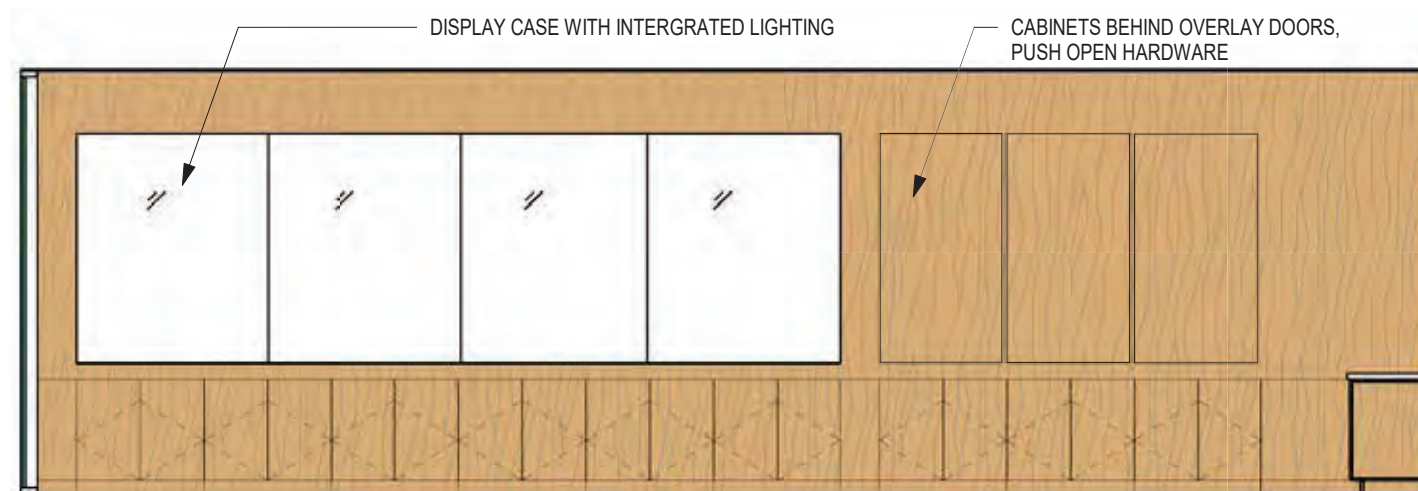 DISPLAY CASE WITH INTERGRATED LIGHTING
CABINETS BEHIND OVERLAY DOORS,
PUSH OPEN HARDWARE